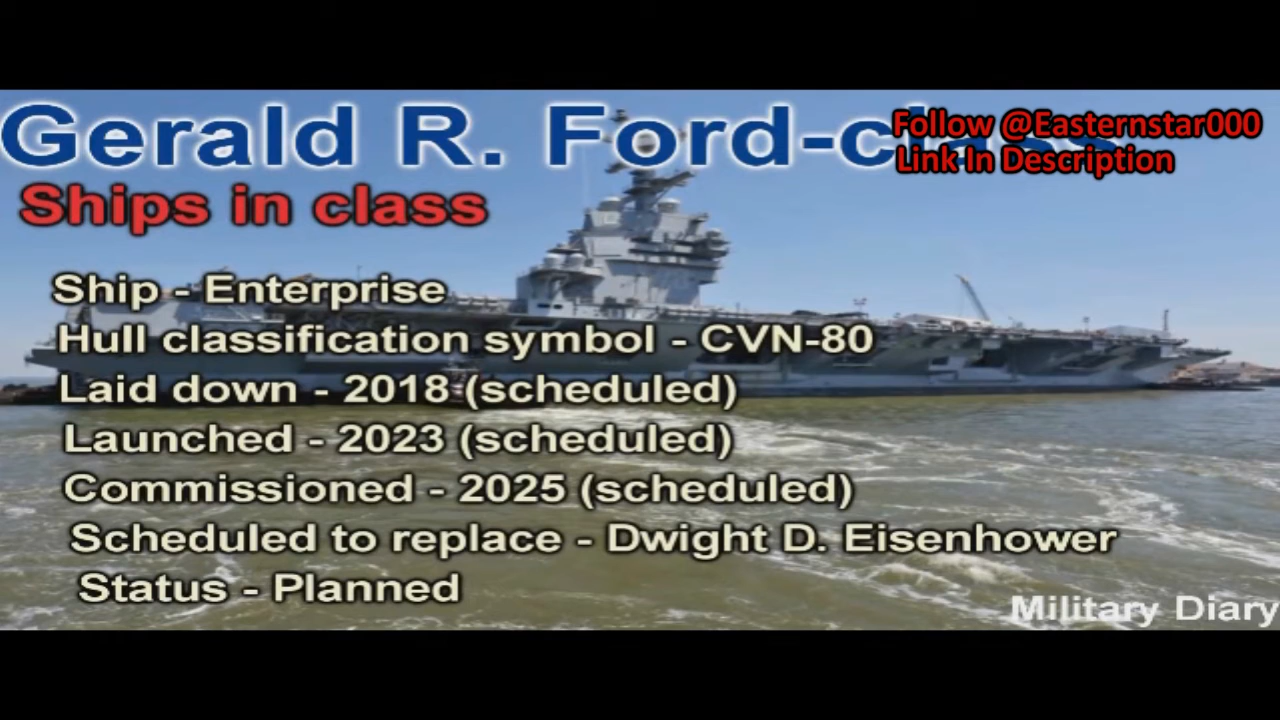 Gerald R. Ford-class
Follow @Easternstar000
Link In Description
Ships in class
Ship - Enterprise
Hull classification symbol - CVN-80
Laid down - 2018 (scheduled)
Launched - 2023 (scheduled)
Commissioned - 2025 (scheduled)
Scheduled to replace - Dwight D. Eisenhower
Status - Planned
Military Diary